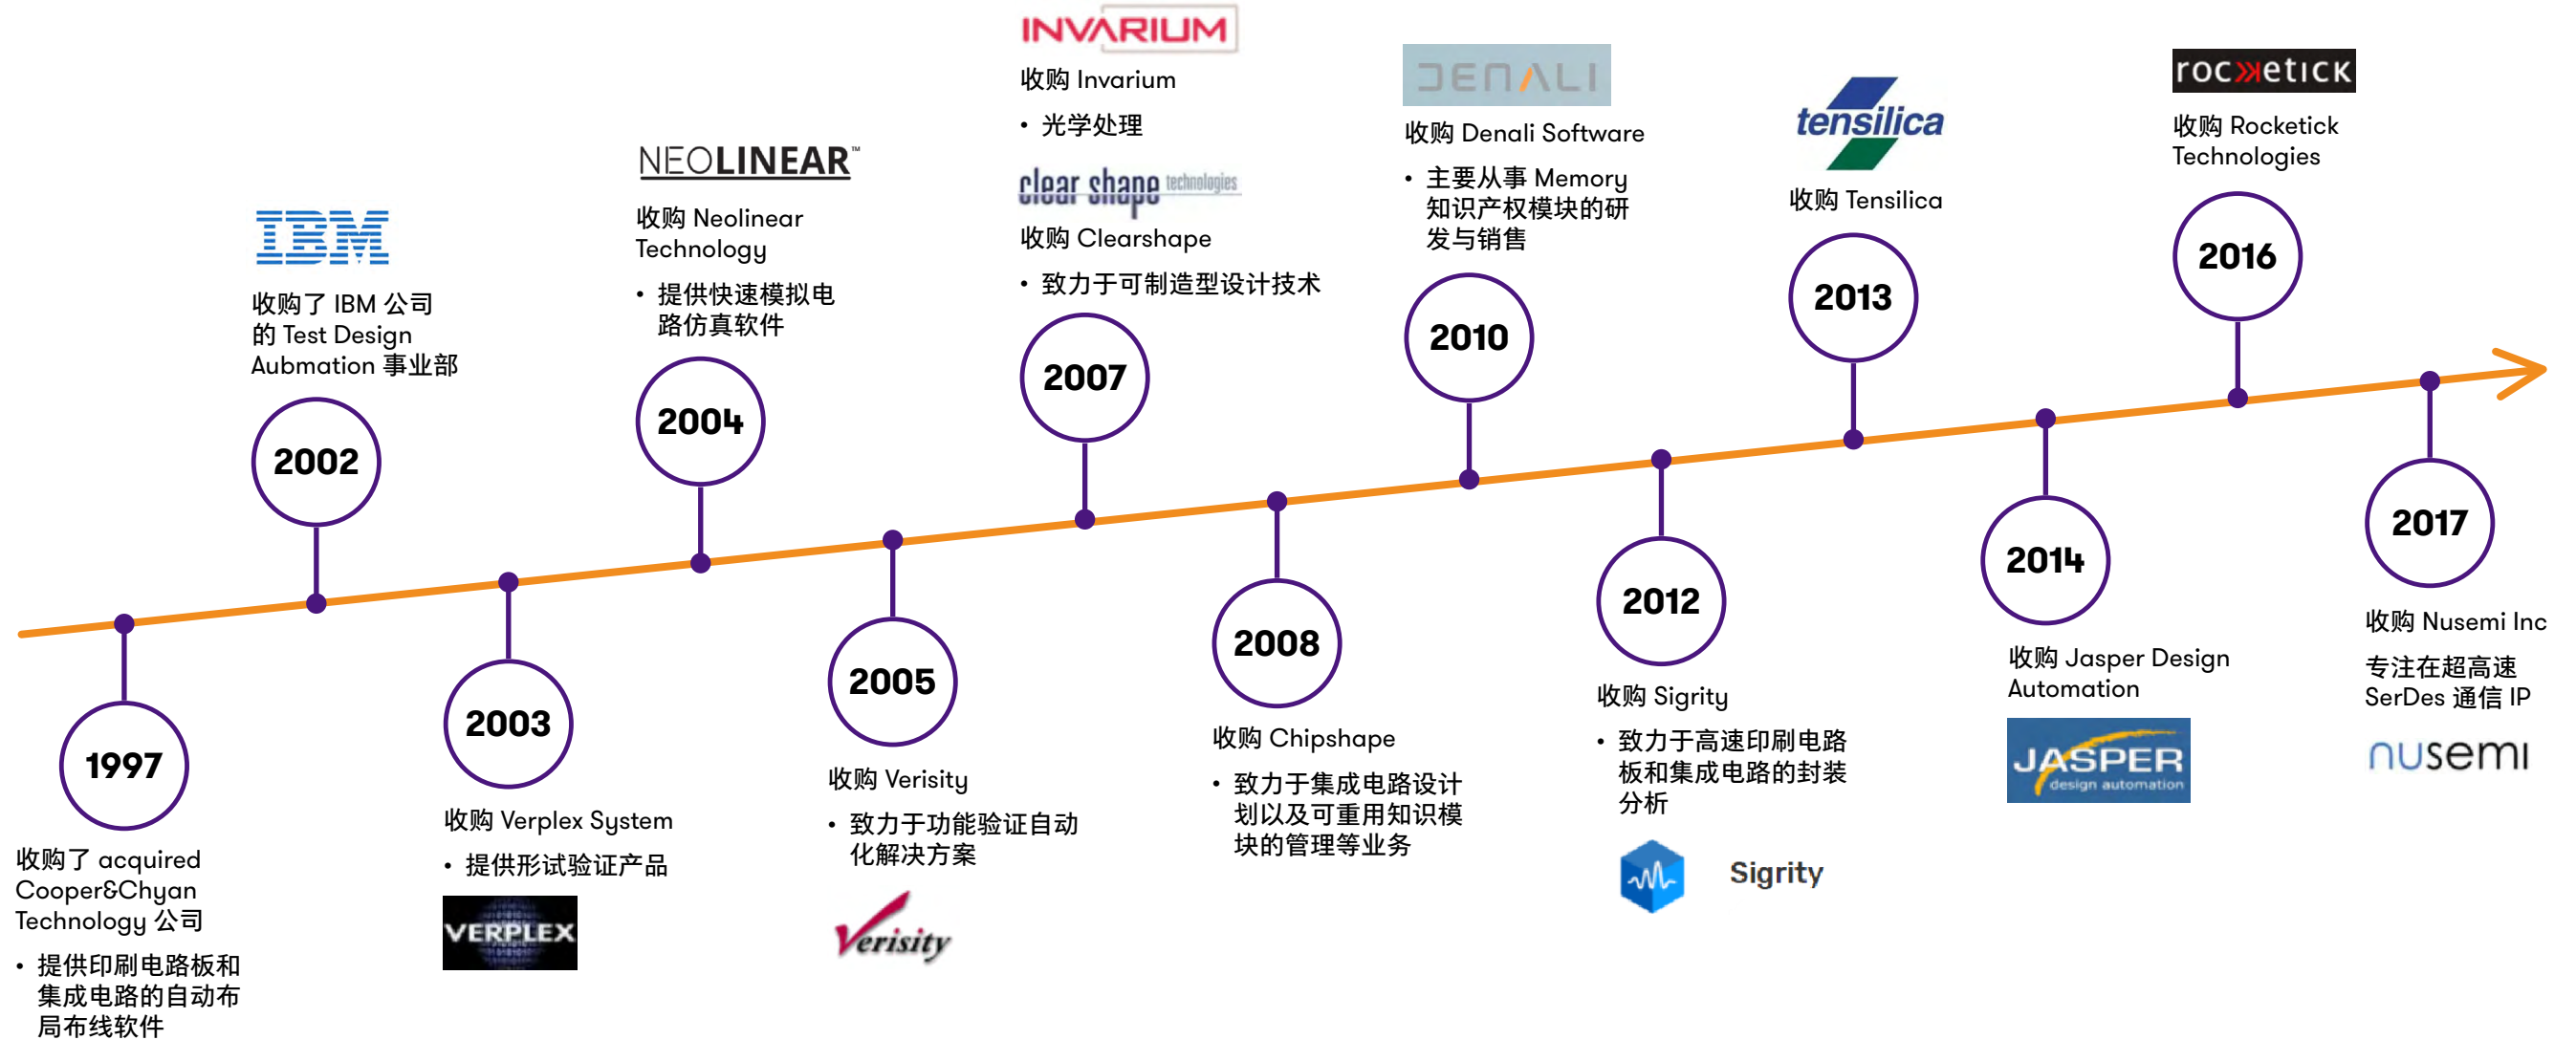 INVARIUM
收购 Invarium
• 光学处理
clear shape technologies
收购 Clearshape
• 致力于可制造型设计技术
2007
DENALI
收购 Denali Software
• 主要从事 Memory
知识产权模块的研
发与销售
2010
tensilica
收购 Tensilica
2013
rocketick
收购 Rocketick
Technologies
2016
NEOLINEAR™
收购 Neolinear
Technology
• 提供快速模拟电
路仿真软件
2004
IBM
收购了 IBM 公司
的 Test Design
Aubmation 事业部
2002
1997
收购了 acquired
Cooper&Chyan
Technology 公司
• 提供印刷电路板和
集成电路的自动布
局布线软件
2003
收购 Verplex System
• 提供形试验证产品
VERPLEX
2005
收购 Verisity
• 致力于功能验证自动
化解决方案
Verisity
2008
收购 Chipshape
• 致力于集成电路设计
划以及可重用知识模
块的管理等业务
2012
收购 Sigrity
• 致力于高速印刷电路
板和集成电路的封装
分析
Sigrity
2014
收购 Jasper Design
Automation
JASPER
design automation
2017
收购 Nusemi Inc
专注在超高速
SerDes 通信 IP
nusemi